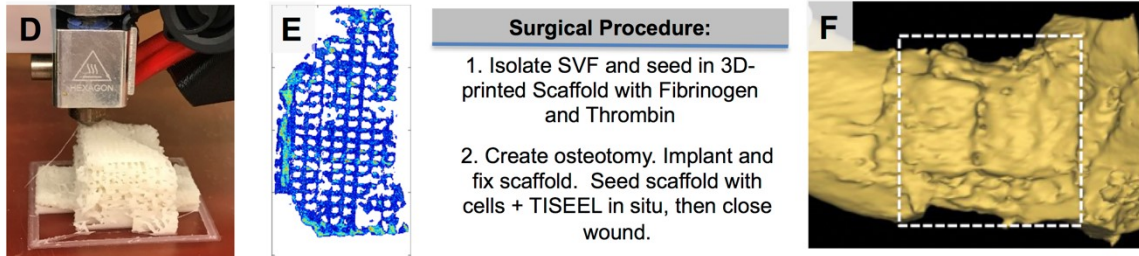 D
HEXAGON
E
Surgical Procedure:
1. Isolate SVF and seed in 3D-
printed Scaffold with Fibrinogen
and Thrombin
2. Create osteotomy. Implant and
fix scaffold. Seed scaffold with
cells + TISEEL in situ, then close
wound.
F